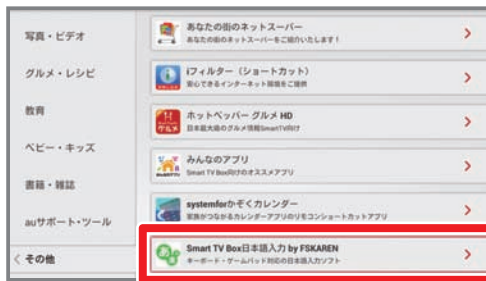 写真・ビデオ
グルメ・レシピ
教育
ベビー・キッズ
書籍・雑誌
auサポート・ツール
その他
あなたの街のネットスーパー
あなたの街のネットスーパーをご紹介いたします！
iフィルター（ショートカット）
安心できるインターネット環境をご提供
ホットペッパー グルメ HD
日本最大級のグルメ情報SmartTV向け
みんなのアプリ
Smart TV Box向けのオススメアプリ
systemforかぞくカレンダー
家族がつながるカレンダーアプリのリモコンショートカットアプリ
Smart TV Box日本語入力 by FSKAREN
キーボード・ゲームパッド対応の日本語入力ソフト